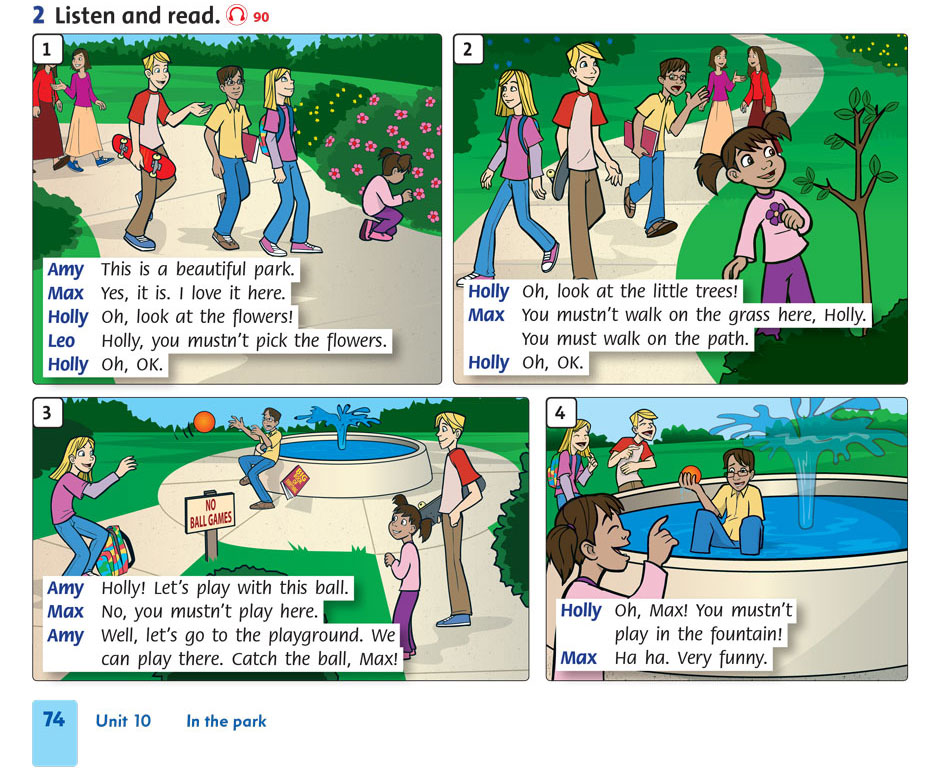 2 Listen and read. 90
1
Amy This is a beautiful park.
Max Yes, it is. I love it here.
Holly Oh, look at the flowers!
Leo Holly, you mustn't pick the flowers.
Holly Oh, OK.
2
Holly Oh, look at the little trees!
Max You mustn't walk on the grass here, Holly.
You must walk on the path.
Holly Oh, OK.
3
NO
BALL GAMES
Amy Holly! Let's play with this ball.
Max No, you mustn't play here.
Amy Well, let's go to the playground. We
can play there. Catch the ball, Max!
4
Holly Oh, Max! You mustn't
play in the fountain!
Max Ha ha. Very funny.
74 Unit 10 In the park